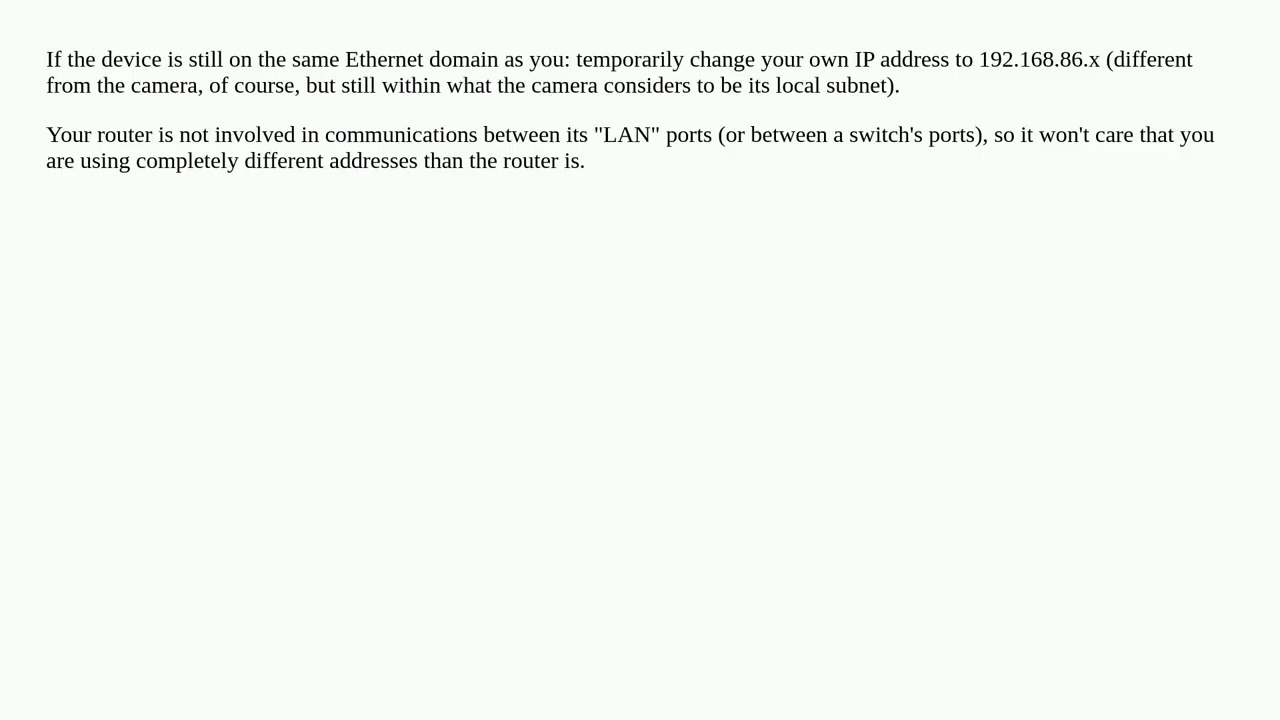 If the device is still on the same Ethernet domain as you: temporarily change your own IP address to 192.168.86.x (different
from the camera, of course, but still within what the camera considers to be its local subnet).
Your router is not involved in communications between its "LAN" ports (or between a switch's ports), so it won't care that you
are using completely different addresses than the router is.